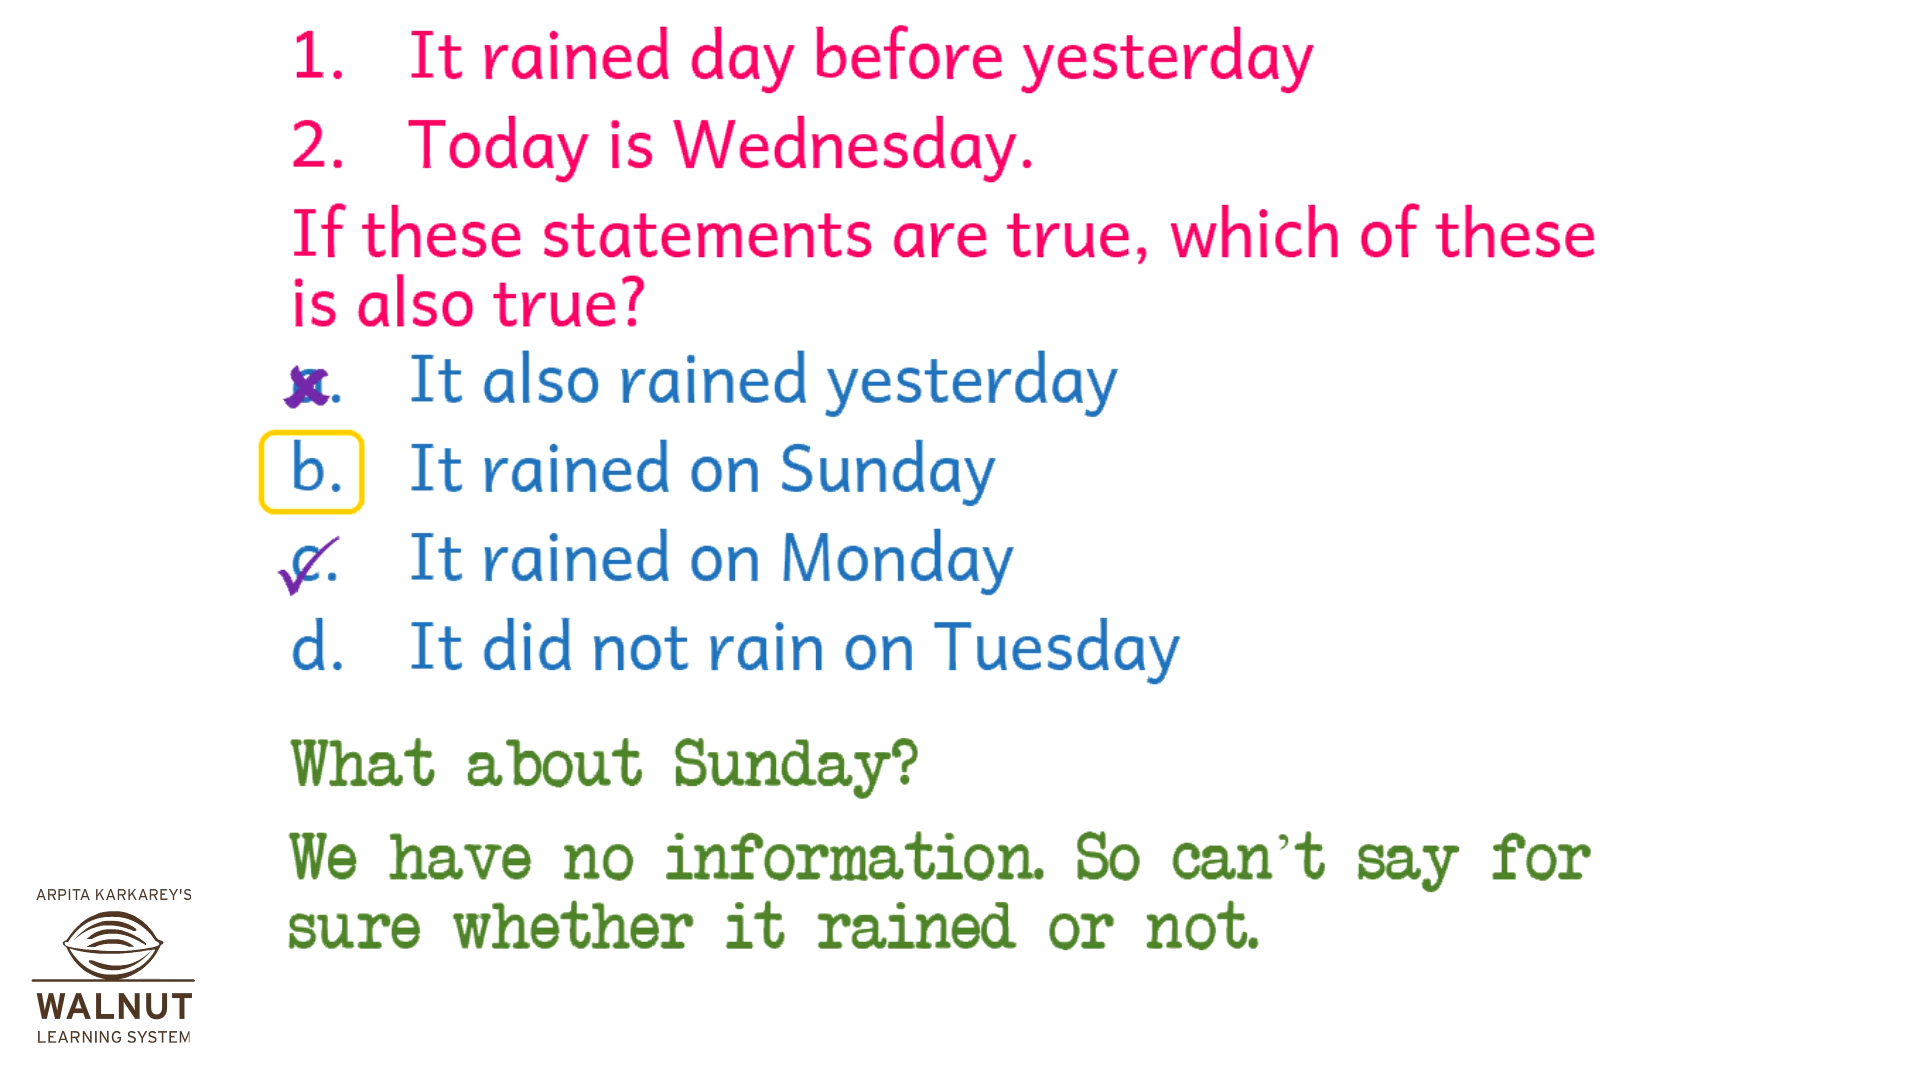 1. It rained day before yesterday
2. Today is Wednesday.
If these statements are true, which of these
is also true?
a. It also rained yesterday
b. It rained on Sunday
c. It rained on Monday
d. It did not rain on Tuesday
What about Sunday?
We have no information. So can't say for
sure whether it rained or not.
ARPITA KARKAREY'S
WALNUT
LEARNING SYSTEM